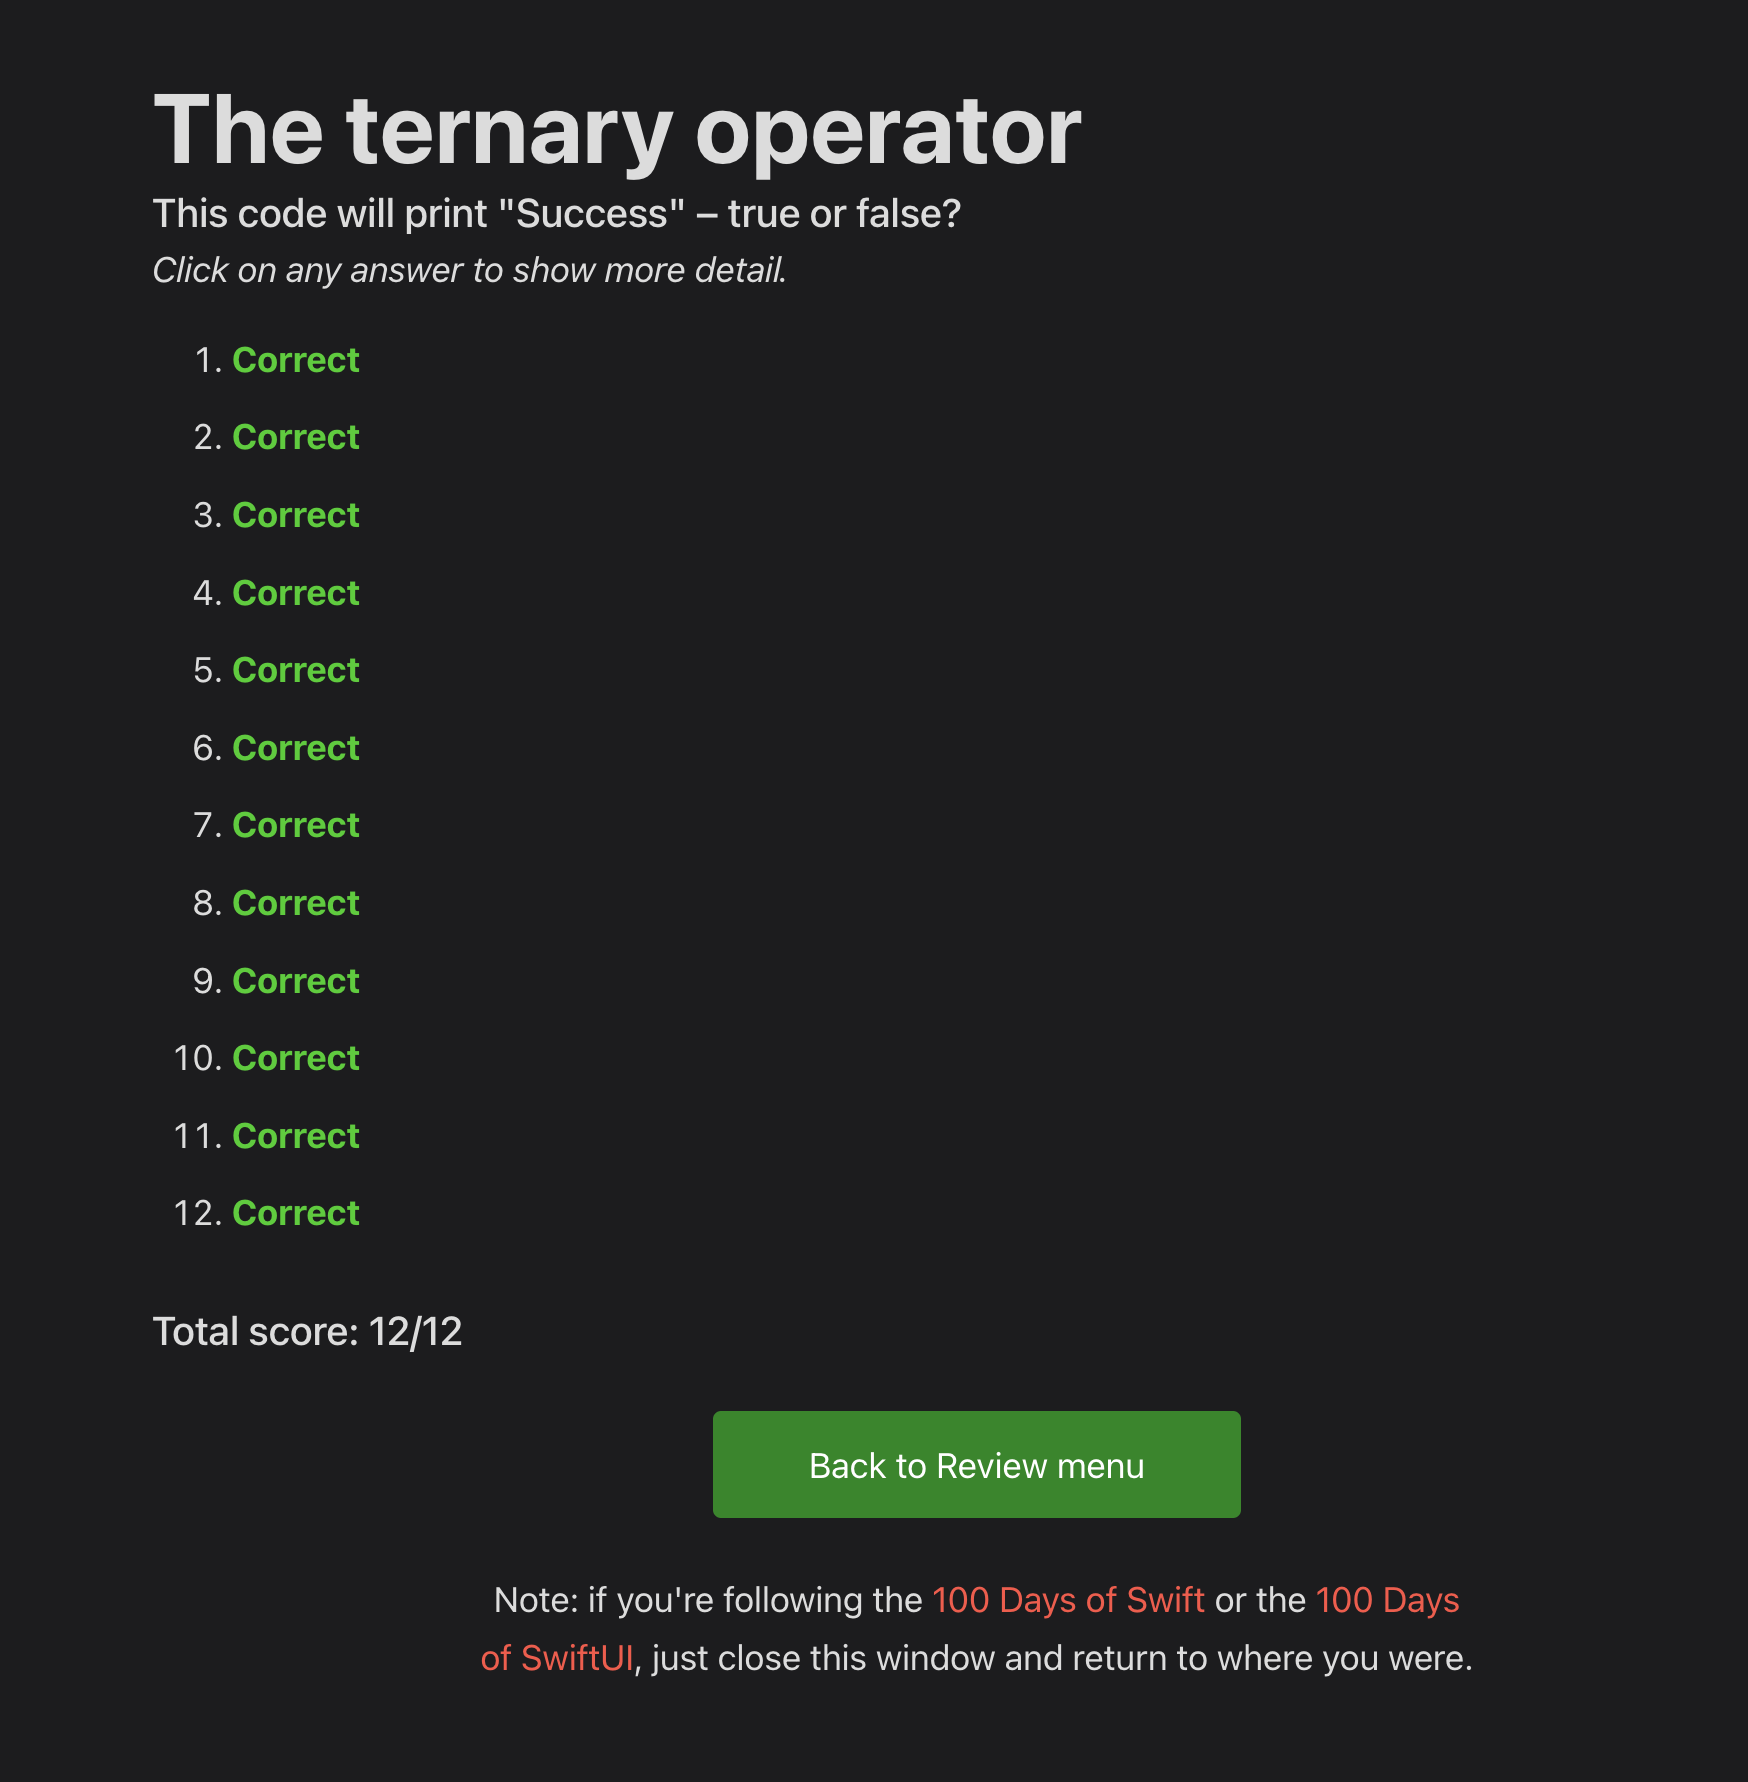 The ternary operator
This code will print "Success" – true or false?
Click on any answer to show more detail.
1. Correct
2. Correct
3. Correct
4. Correct
5. Correct
6. Correct
7. Correct
8. Correct
9. Correct
10. Correct
11. Correct
12. Correct
Total score: 12/12
Back to Review menu
Note: if you're following the 100 Days of Swift or the 100 Days
of SwiftUI, just close this window and return to where you were.